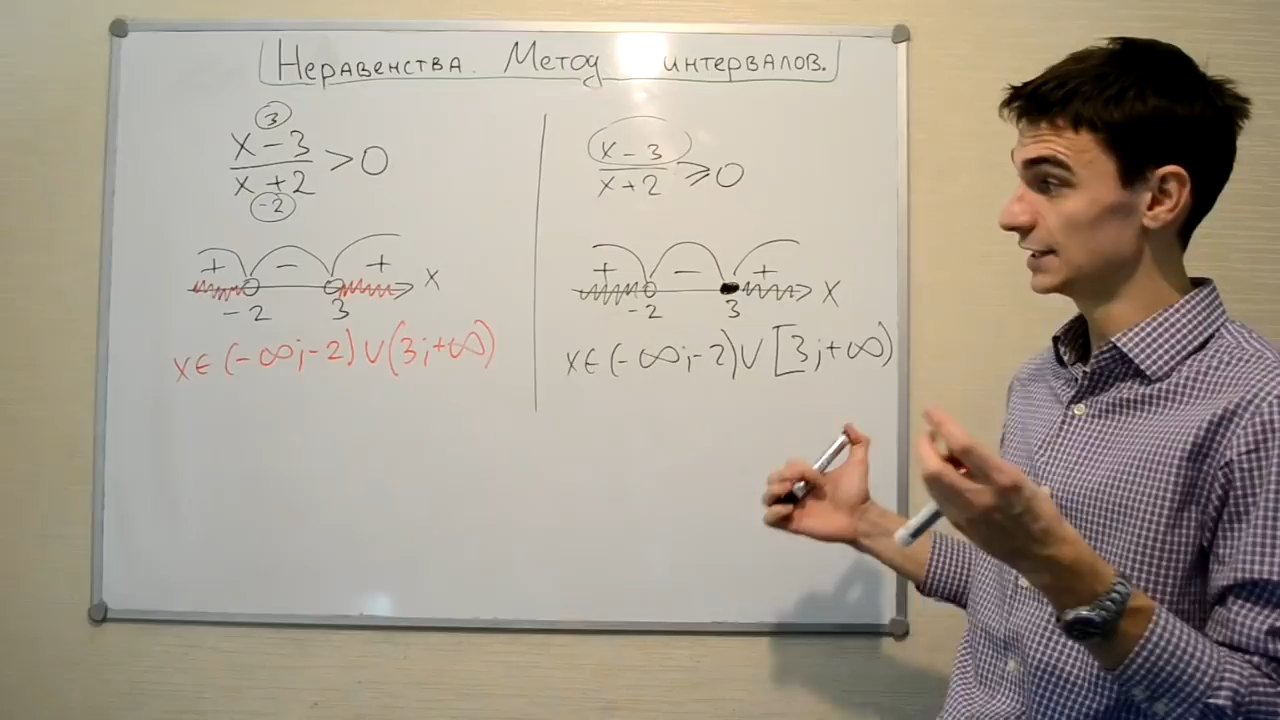 Неравенства. Метод интервалов.
3
x - 3
x + 2
> 0
-2
+ - +
-2 3 x
x ∈ (-∞; -2) ∪ (3; +∞)
x - 3
x + 2
⩾ 0
+ - +
-2 3 x
x ∈ (-∞; -2) ∪ [3; +∞)